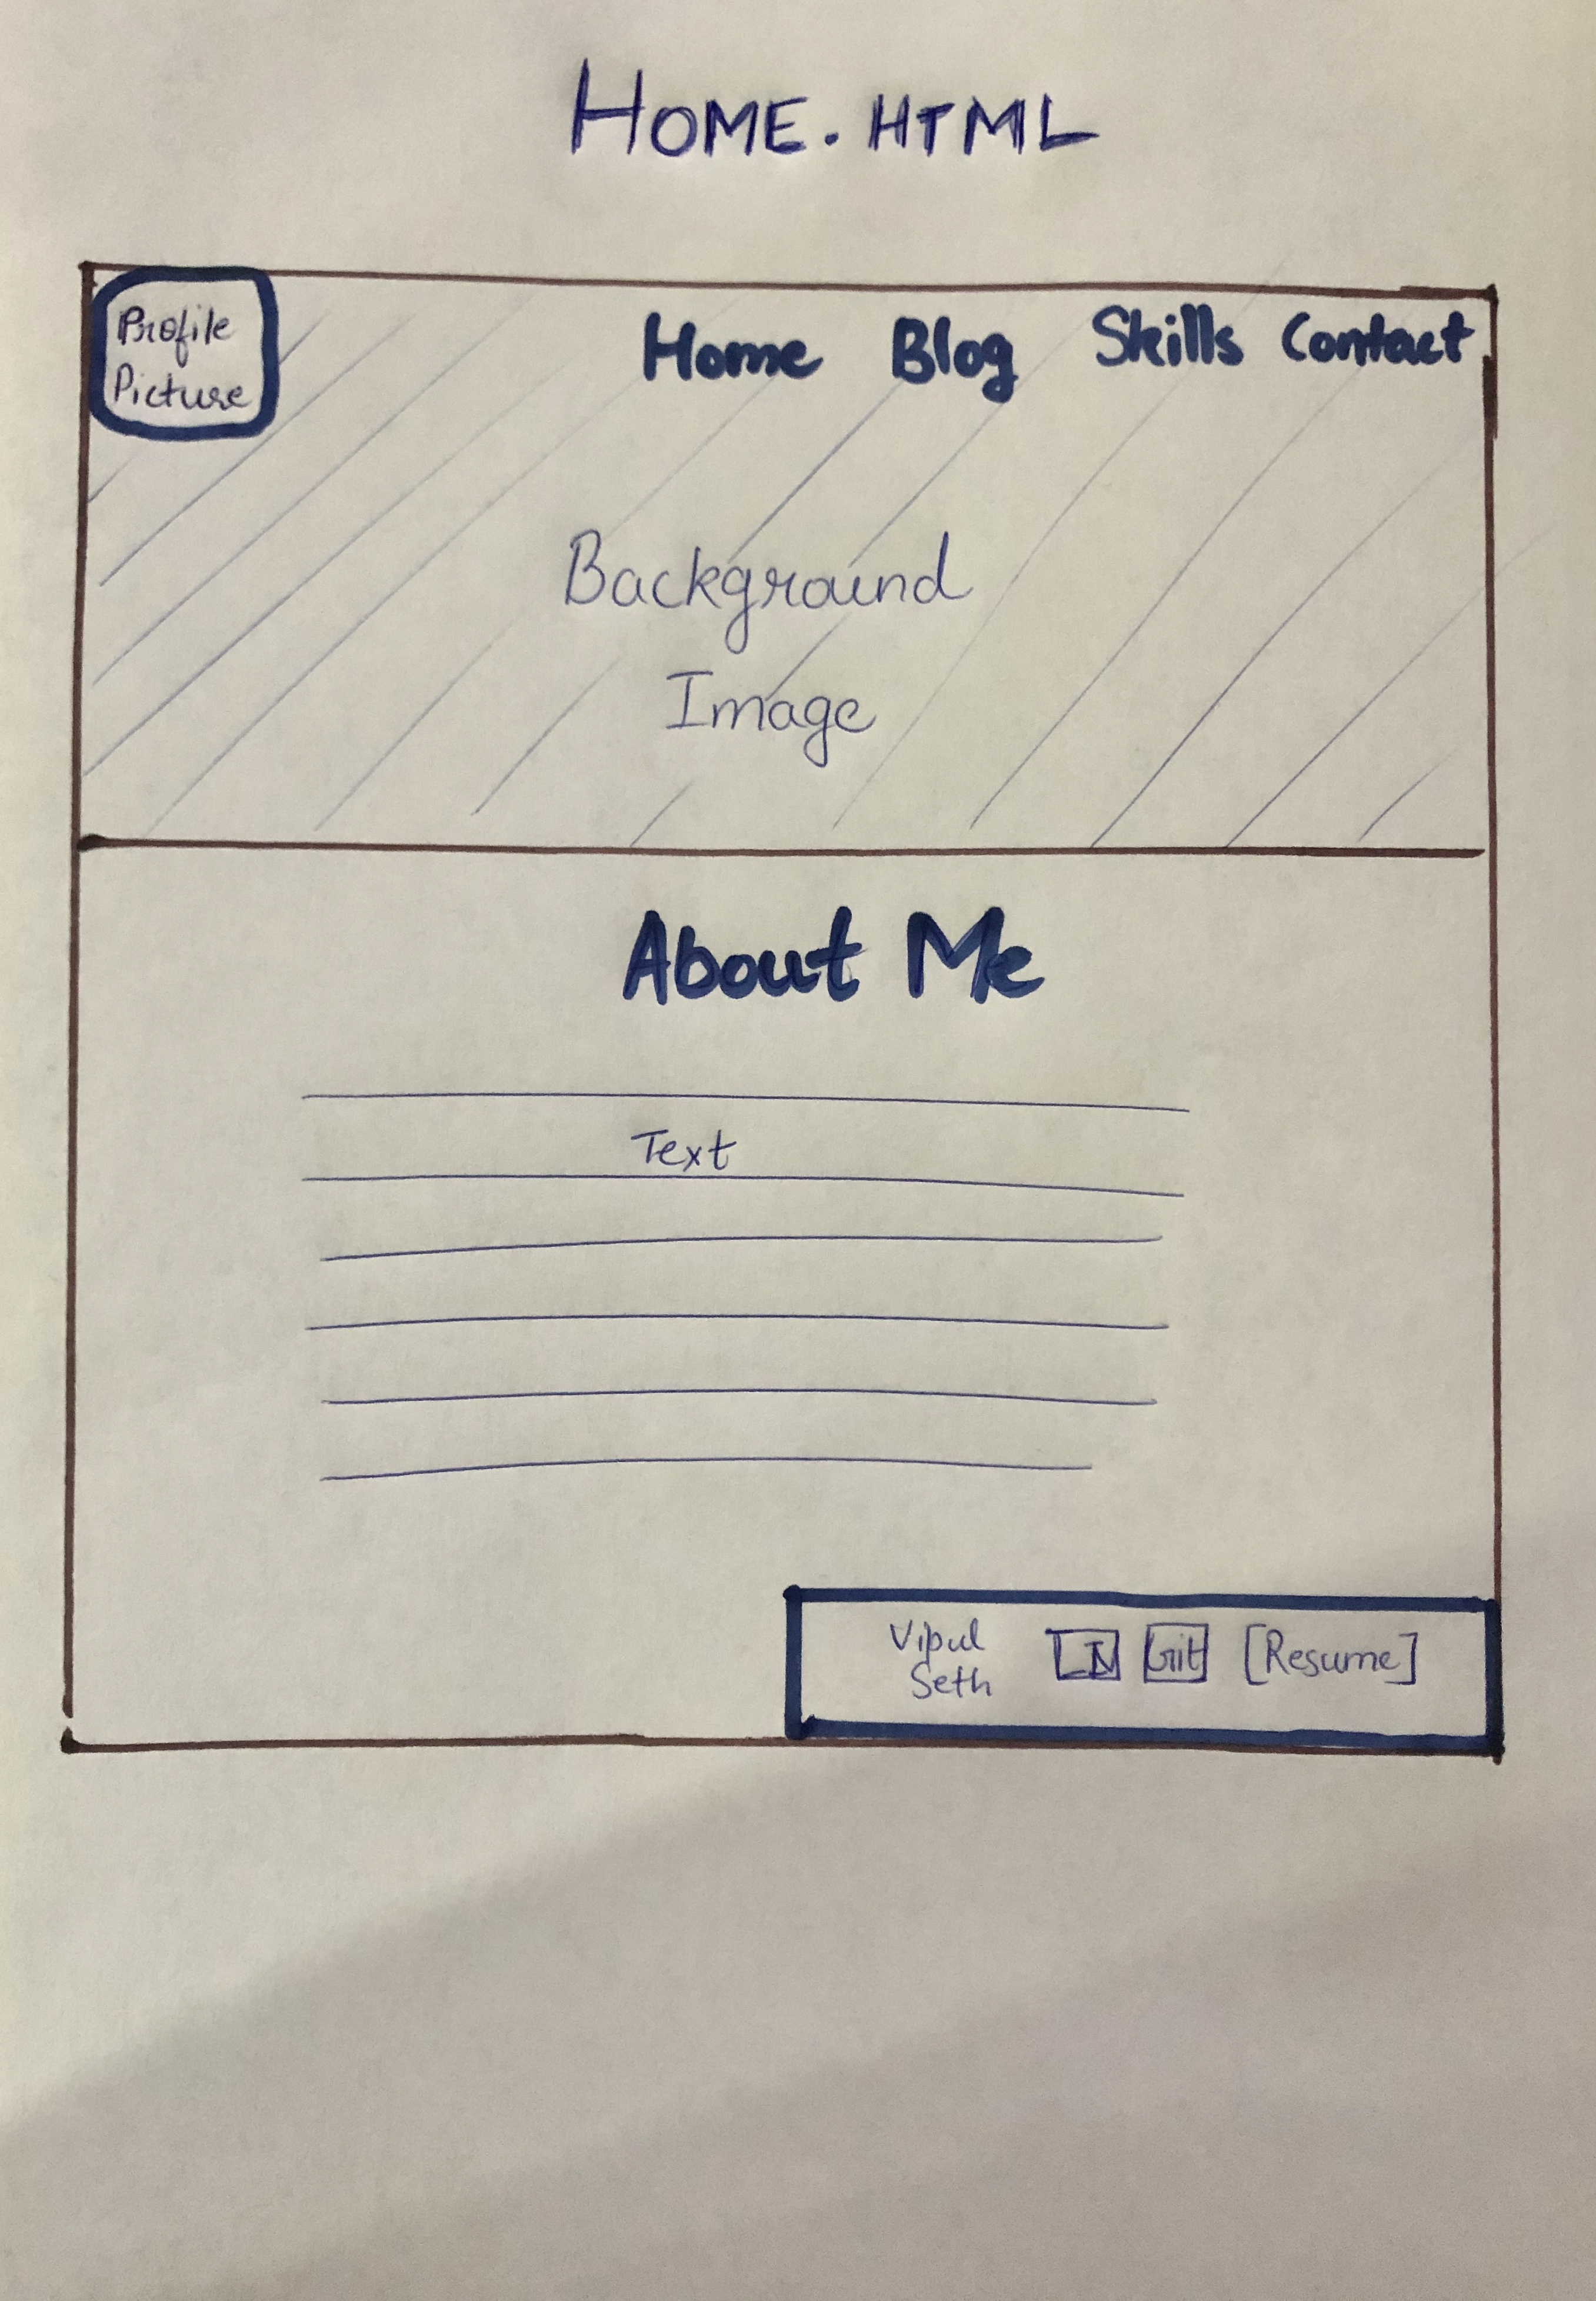 HOME.HTML
Profile
Picture
Home Blog Skills Contact
Background
Image
About Me
Text
Vipul
Seth
LN Git [Resume]